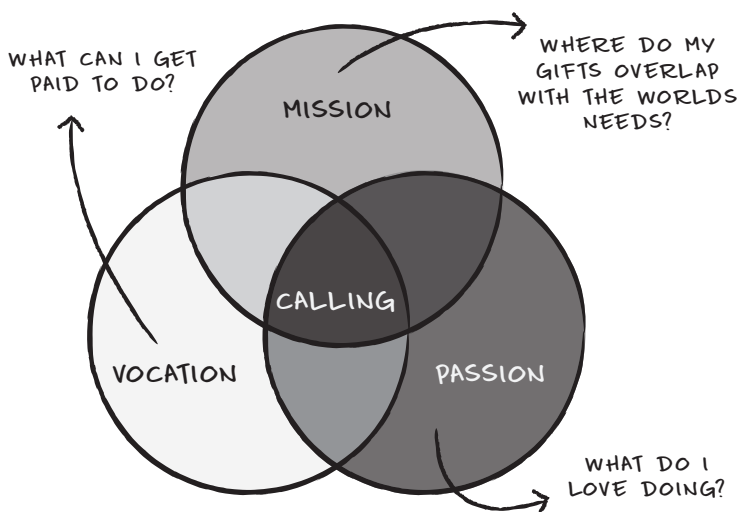 WHAT CAN I GET
PAID TO DO?
WHERE DO MY
GIFTS OVERLAP
WITH THE WORLDS
NEEDS?
MISSION
CALLING
VOCATION
PASSION
WHAT DO I
LOVE DOING?